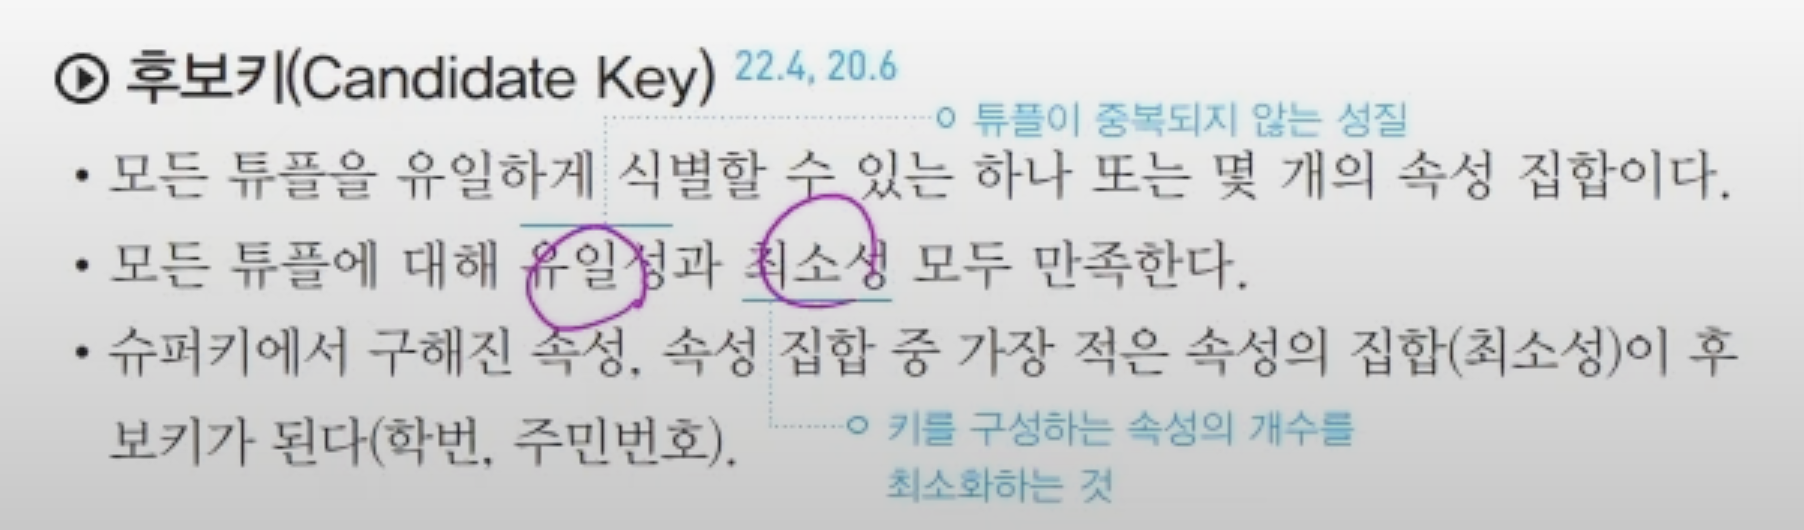 후보키(Candidate Key) 22.4, 20.6
튜플이 중복되지 않는 성질
• 모든 튜플을 유일하게 식별할 수 있는 하나 또는 몇 개의 속성 집합이다.
• 모든 튜플에 대해 유일성과 최소성 모두 만족한다.
• 슈퍼키에서 구해진 속성, 속성 집합 중 가장 적은 속성의 집합(최소성)이 후
보키가 된다(학번, 주민번호).
키를 구성하는 속성의 개수를
최소화하는 것